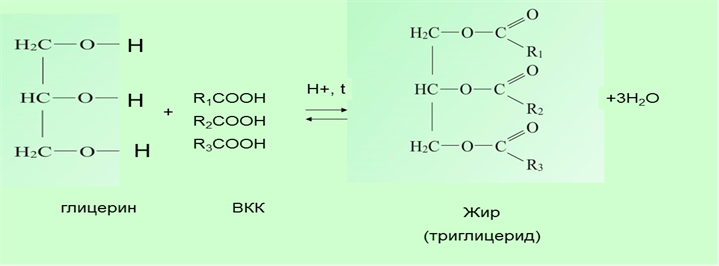 H₂C—O—H
HC—O—H
H₂C—O—H
+
R₁COOH
R₂COOH
R₃COOH
H+, t
H₂C—O—C
O
R₁
HC—O—C
O
R₂
H₂C—O—C
O
R₃
+3H₂O
глицерин
ВКК
Жир
(триглицерид)